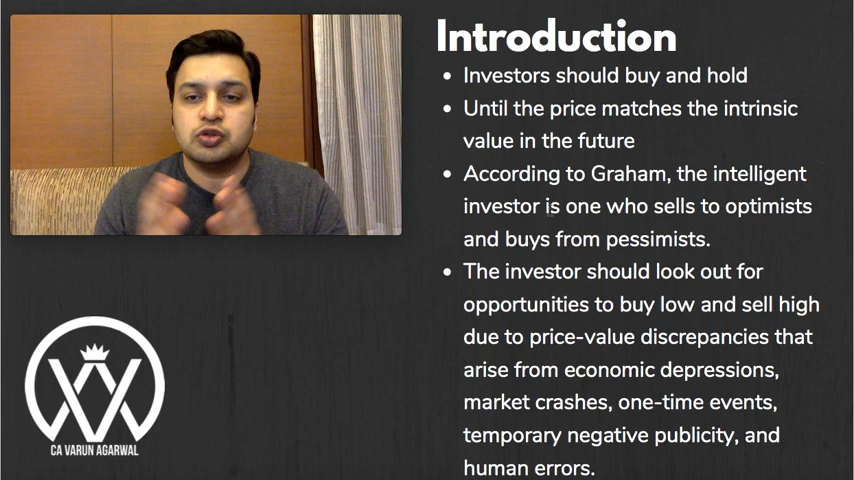 Introduction
• Investors should buy and hold
• Until the price matches the intrinsic
value in the future
• According to Graham, the intelligent
investor is one who sells to optimists
and buys from pessimists.
• The investor should look out for
opportunities to buy low and sell high
due to price-value discrepancies that
arise from economic depressions,
market crashes, one-time events,
temporary negative publicity, and
human errors.
CA VARUN AGARWAL